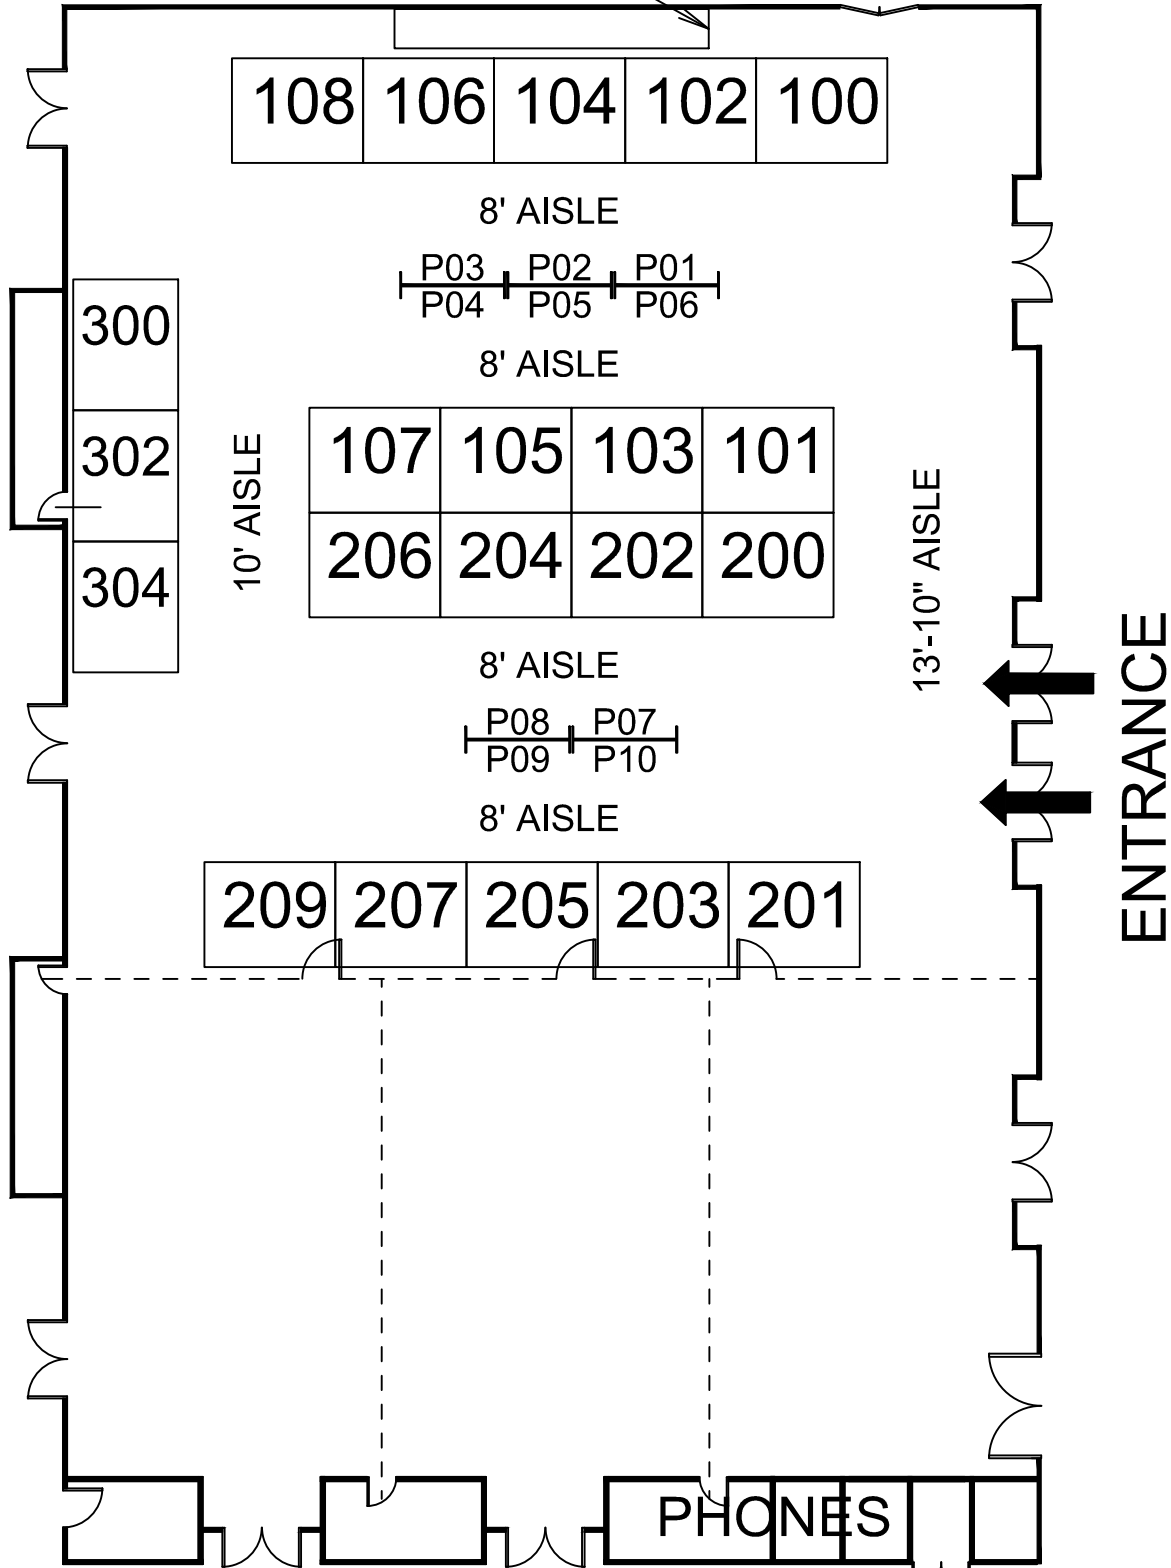 108 106 104 102 100
8' AISLE
P03 P02 P01
P04 P05 P06
8' AISLE
300
302
304
10' AISLE
107 105 103 101
206 204 202 200
13'-10" AISLE
ENTRANCE
8' AISLE
P08 P07
P09 P10
8' AISLE
209 207 205 203 201
PHONES